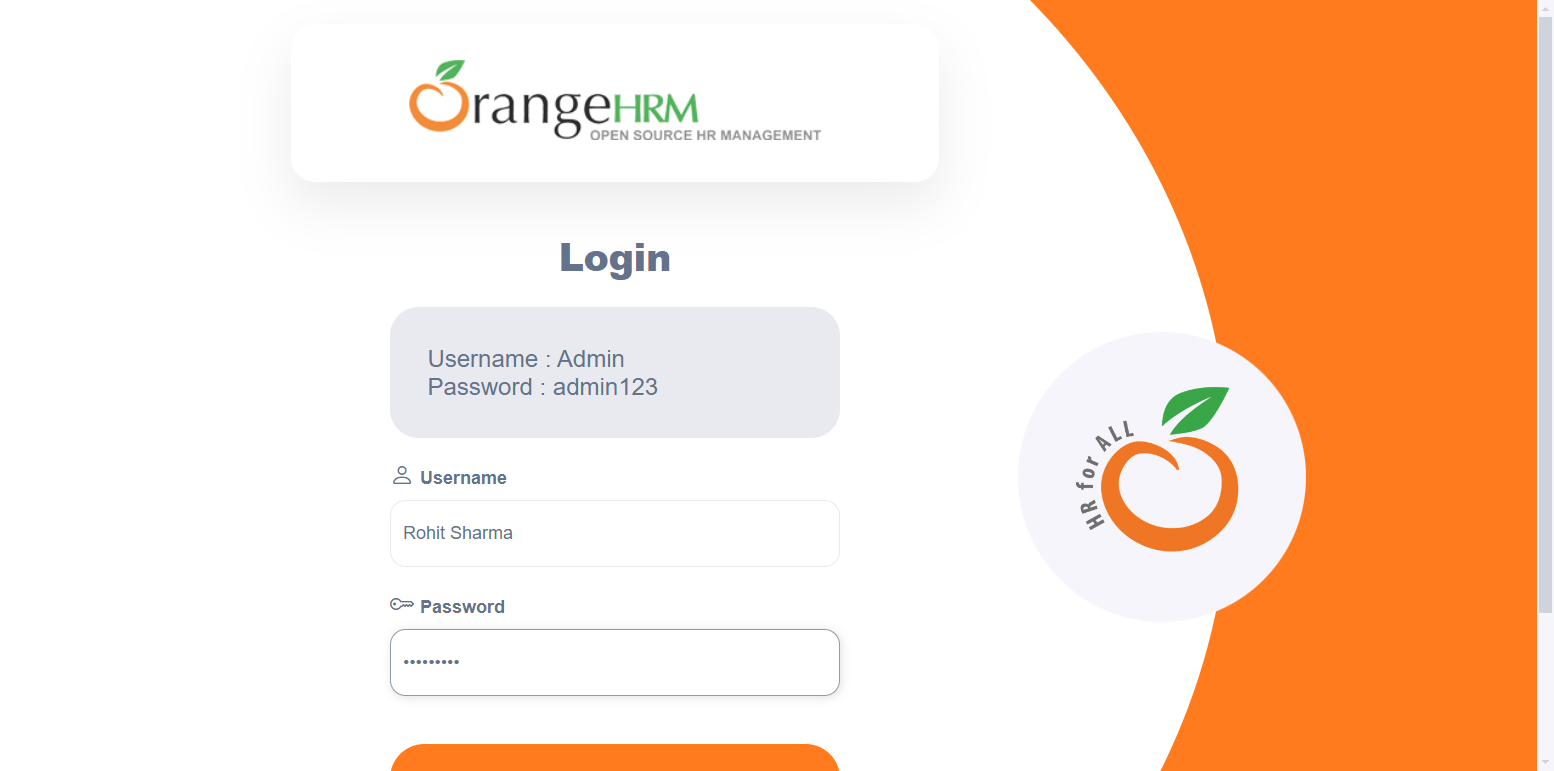 OrangeHRM
OPEN SOURCE HR MANAGEMENT
Login
Username : Admin
Password : admin123
Username
Rohit Sharma
Password
•••••••••
HR for ALL